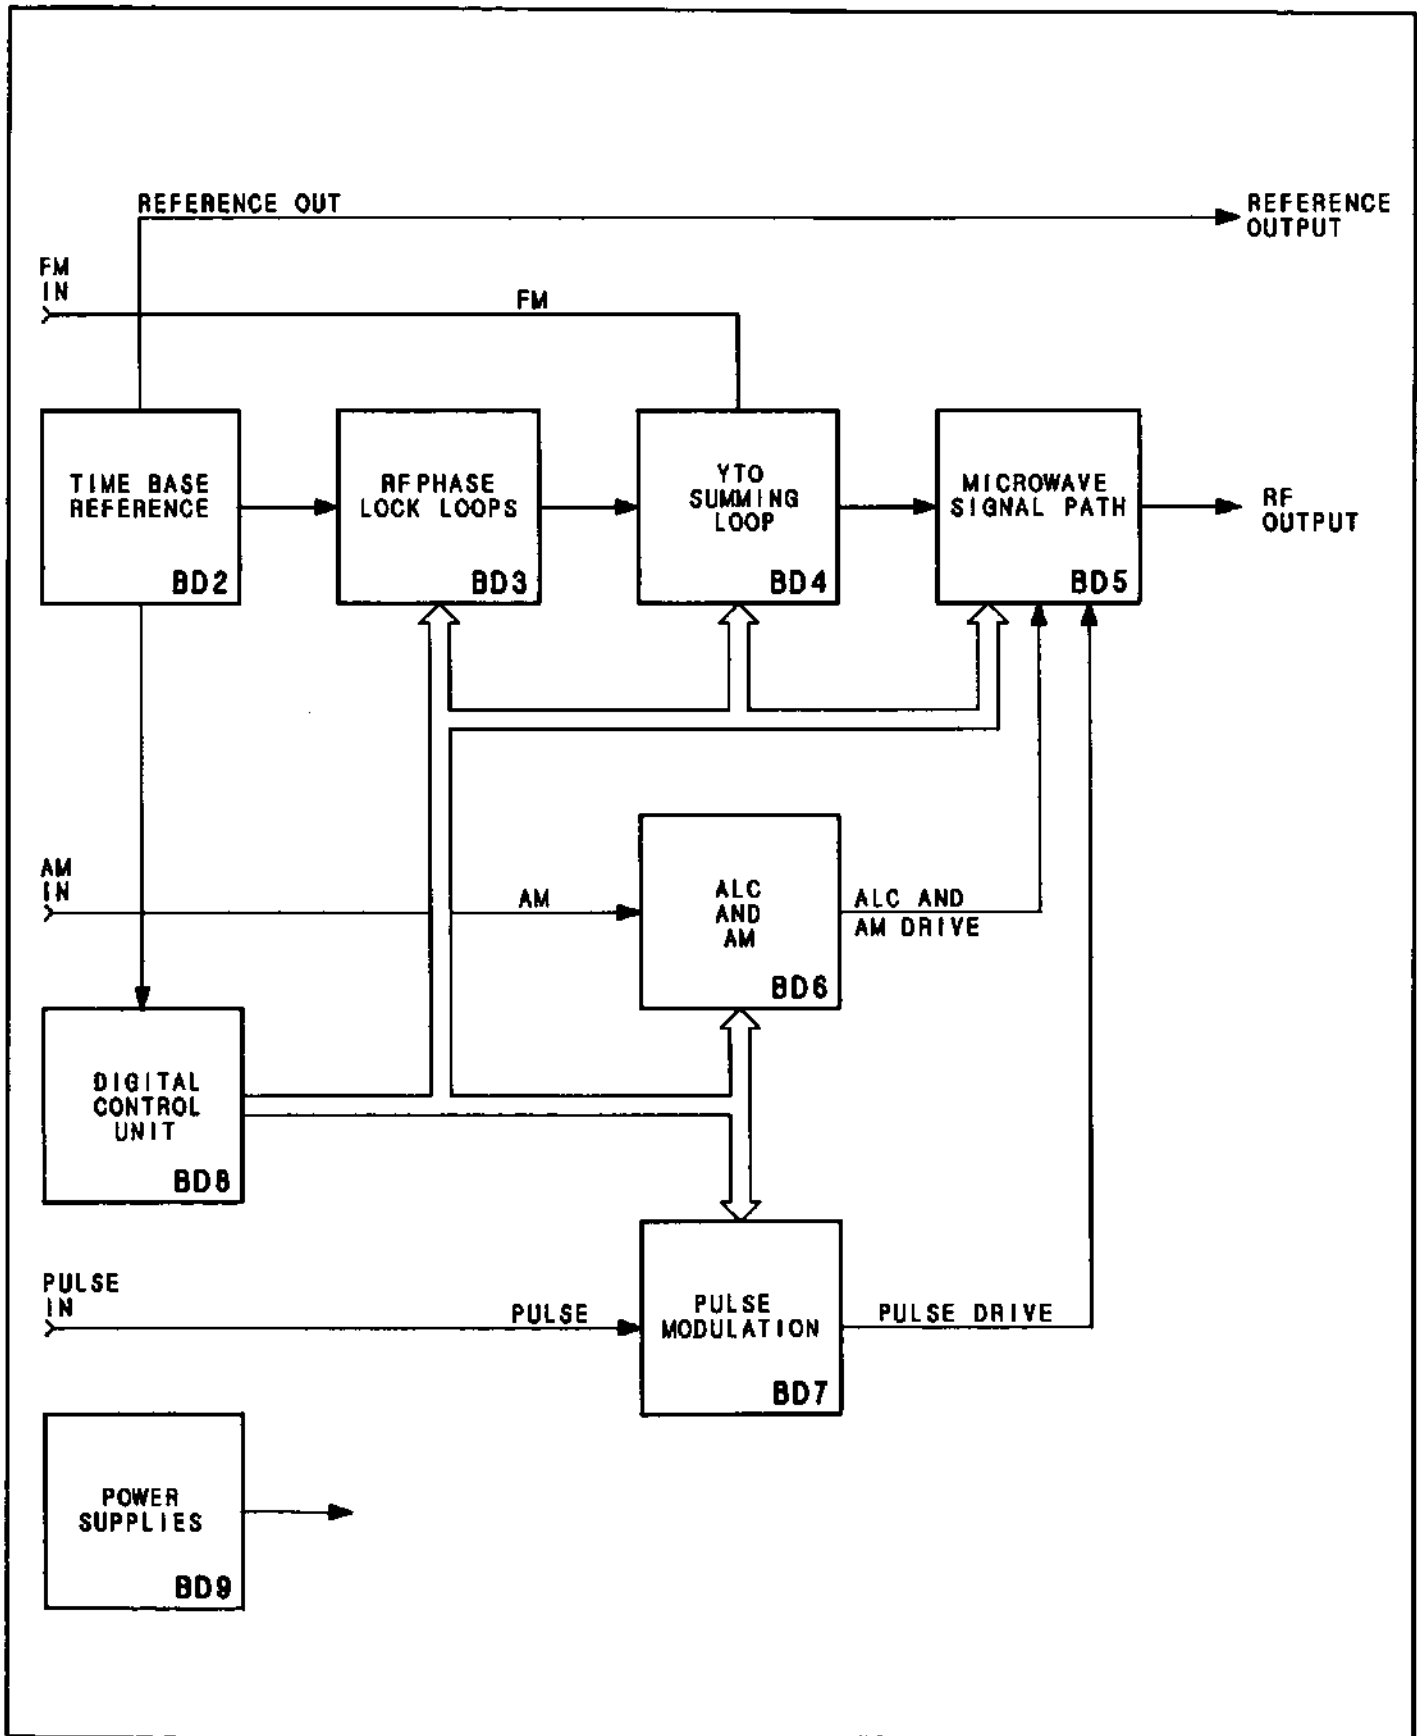 REFERENCE OUT
REFERENCE
OUTPUT
FM
IN
FM
TIME BASE
REFERENCE
BD2
RF PHASE
LOCK LOOPS
BD3
YTO
SUMMING
LOOP
BD4
MICROWAVE
SIGNAL PATH
BD5
RF
OUTPUT
AM
IN
AM
ALC
AND
AM
BD6
ALC AND
AM DRIVE
DIGITAL
CONTROL
UNIT
BD8
PULSE
IN
PULSE
PULSE
MODULATION
BD7
PULSE DRIVE
POWER
SUPPLIES
BD9